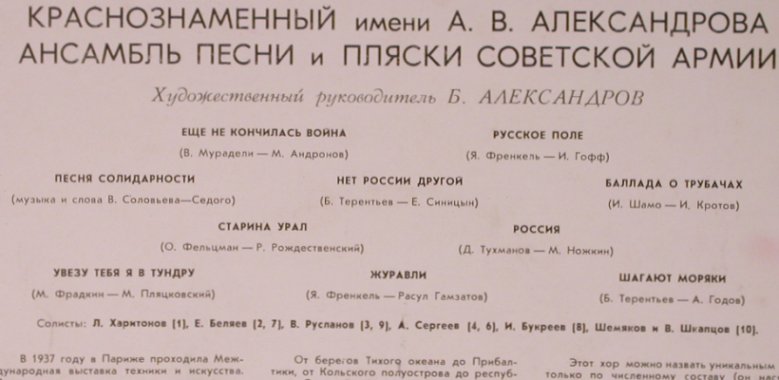 КРАСНОЗНАМЕННЫЙ имени А. В. АЛЕКСАНДРОВА
АНСАМБЛЬ ПЕСНИ и ПЛЯСКИ СОВЕТСКОЙ АРМИИ
Художественный руководитель Б. АЛЕКСАНДРОВ
ЕЩЕ НЕ КОНЧИЛАСЬ ВОЙНА
(В. Мурадели — М. Андронов)
РУССКОЕ ПОЛЕ
(Я. Френкель — И. Гофф)
ПЕСНЯ СОЛИДАРНОСТИ
(музыка и слова В. Соловьева—Седого)
НЕТ РОССИИ ДРУГОЙ
(Б. Терентьев — Е. Синицын)
БАЛЛАДА О ТРУБАЧАХ
(И. Шамо — И. Кротов)
СТАРИНА УРАЛ
(О. Фельцман — Р. Рождественский)
РОССИЯ
(Д. Тухманов — М. Ножкин)
УВЕЗУ ТЕБЯ Я В ТУНДРУ
(М. Фрадкин — М. Пляцковский)
ЖУРАВЛИ
(Я. Френкель — Расул Гамзатов)
ШАГАЮТ МОРЯКИ
(Б. Терентьев — А. Годов)
Солисты: Л. Харитонов [1], Е. Беляев [2, 7], В. Русланов [3, 9], А. Сергеев [4, 6], И. Букреев [8], Шемяков и В. Шкапцов [10].
В 1937 году в Париже проходила Меж-
дународная выставка техники и искусства.
От берегов Тихого океана до Прибал-
тики, от Кольского полуострова до респуб-
Этот хор можно назвать уникальным
только по численному составу (он нас